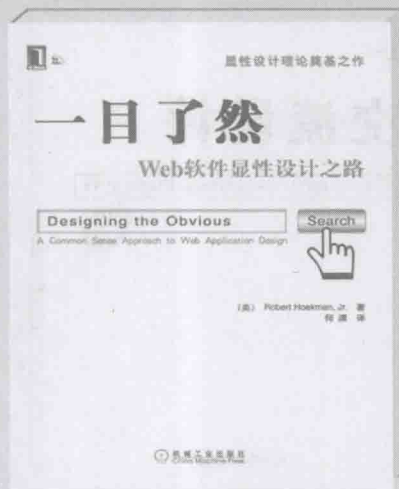 显性设计理论奠基之作
一目了然
Web软件显性设计之路
Designing the Obvious
Search
A Common Sense Approach to Web Application Design
(美) Robert Hoekman, Jr. 著
何潇 译
机械工业出版社
China Machine Press